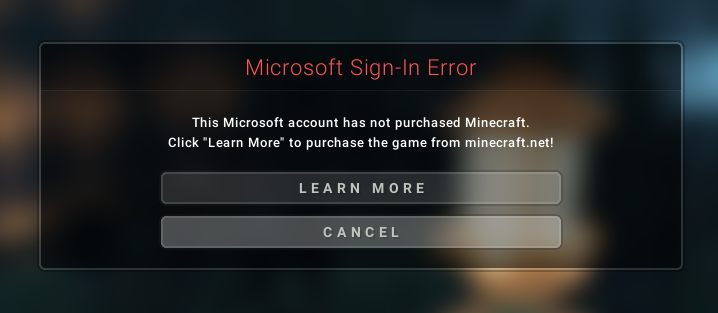 Microsoft Sign-In Error
This Microsoft account has not purchased Minecraft.
Click "Learn More" to purchase the game from minecraft.net!
LEARN MORE
CANCEL